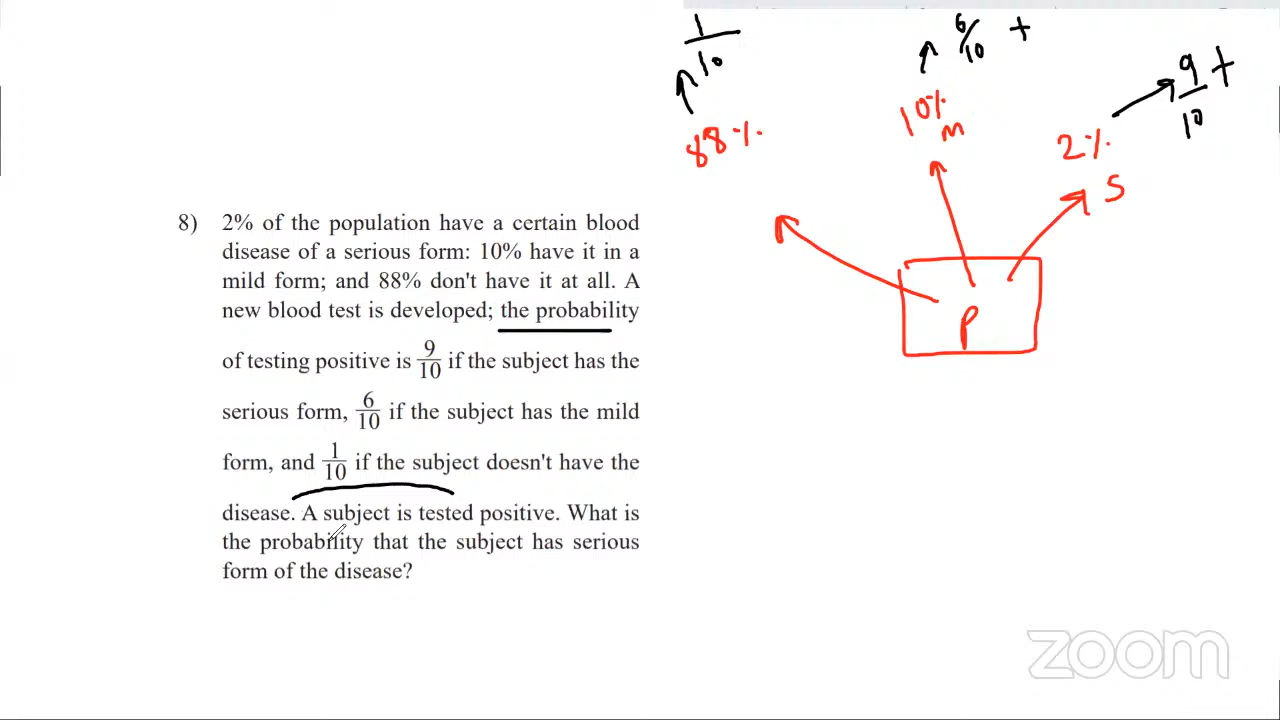 1/10
6/10 +
9/10 +
88%
10%
m
2%
S
P
8) 2% of the population have a certain blood
disease of a serious form: 10% have it in a
mild form; and 88% don't have it at all. A
new blood test is developed; the probability
of testing positive is 9/10 if the subject has the
serious form, 6/10 if the subject has the mild
form, and 1/10 if the subject doesn't have the
disease. A subject is tested positive. What is
the probability that the subject has serious
form of the disease?
zoom